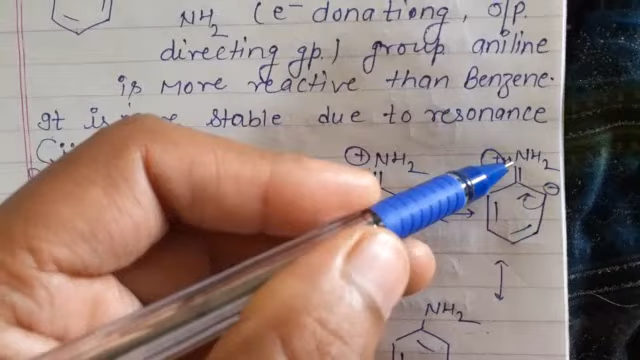 NH2 (e- donationg, o/p.
directing gp.) group aniline
is more reactive than Benzene.
It is stable due to resonance
(+) NH2 (+) NH2
NH2